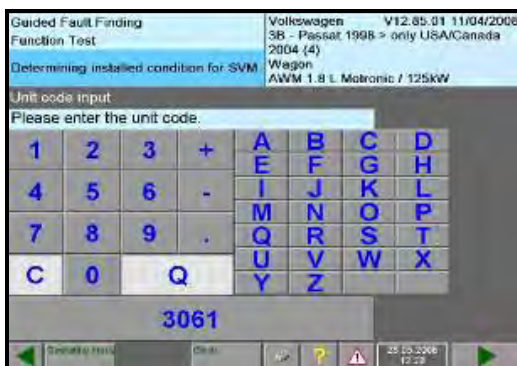 Guided Fault Finding
Function Test
Determining installed condition for SVM
Volkswagen V12.85.01 11/04/2008
3B - Passat 1998 > only USA/Canada
2004 (4)
Wagon
AWM 1.8 L Motronic / 125kW
Unit code input
Please enter the unit code.
1 2 3 + A B C D
E F G H
4 5 6 - I J K L
M N O P
7 8 9 . Q R S T
U V W X
C 0 Q Y Z
3061
?